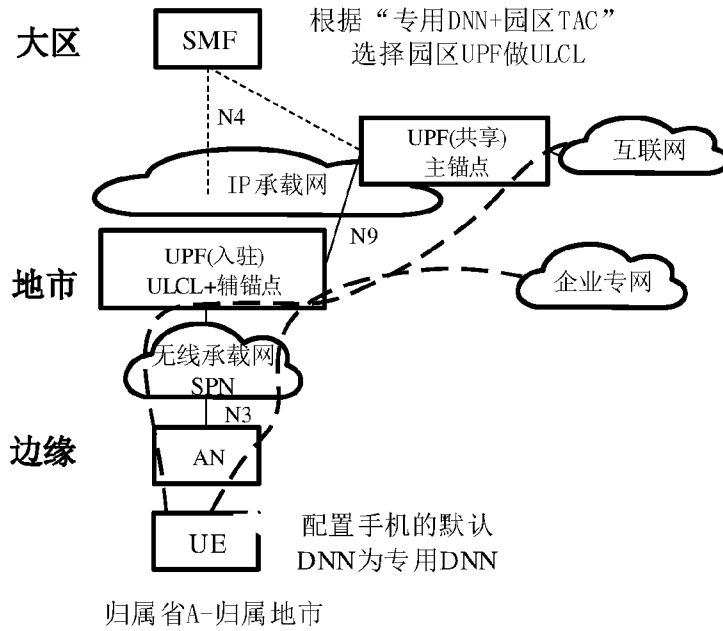 大区
SMF
根据“专用DNN+园区TAC”
选择园区UPF做ULCL
N4
UPF(共享)
主锚点
互联网
IP承载网
N9
地市
UPF(入驻)
ULCL+辅锚点
企业专网
无线承载网
SPN
N3
边缘
AN
UE
配置手机的默认
DNN为专用DNN
归属省A-归属地市